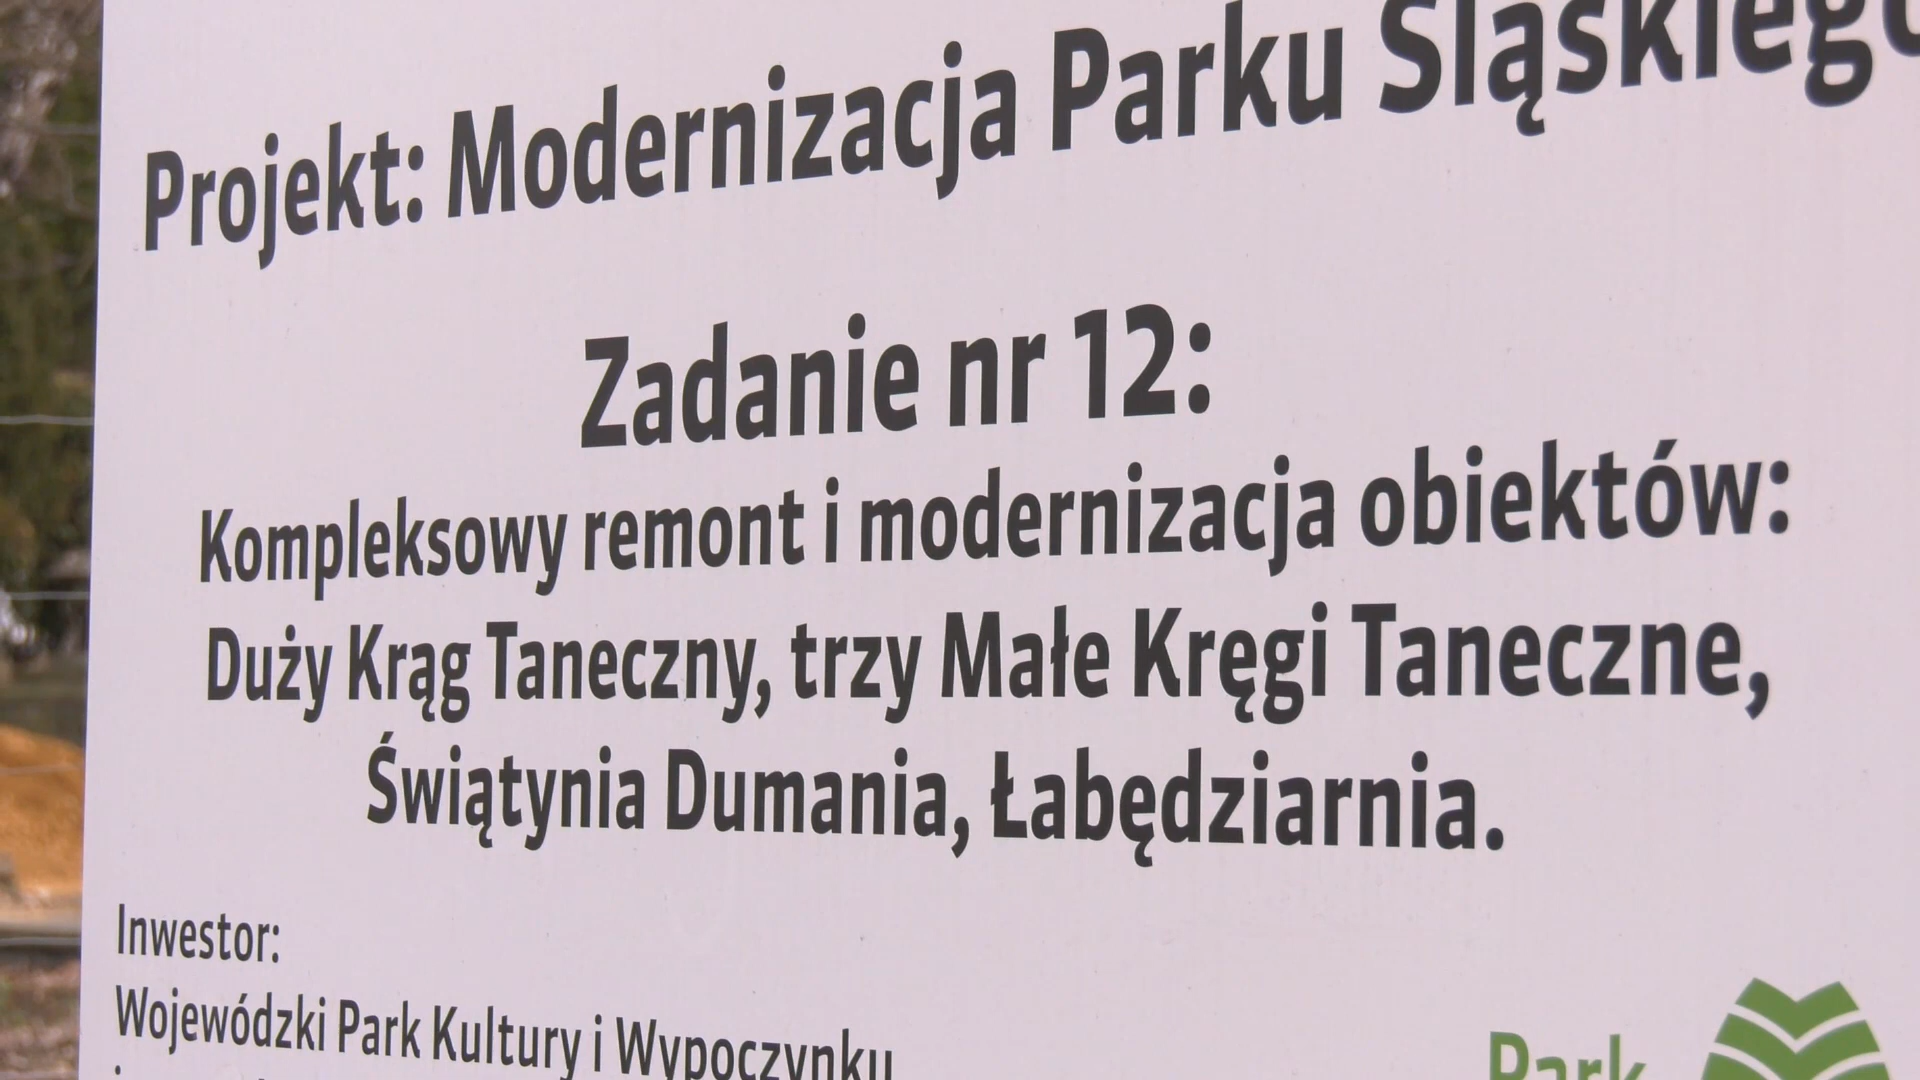 Projekt: Modernizacja Parku Śląskiego
Zadanie nr 12:
Kompleksowy remont i modernizacja obiektów:
Duży Krąg Taneczny, trzy Małe Kręgi Taneczne,
Świątynia Dumania, Łabędziarnia.
Inwestor:
Wojewódzki Park Kultury i Wypoczynku
Park